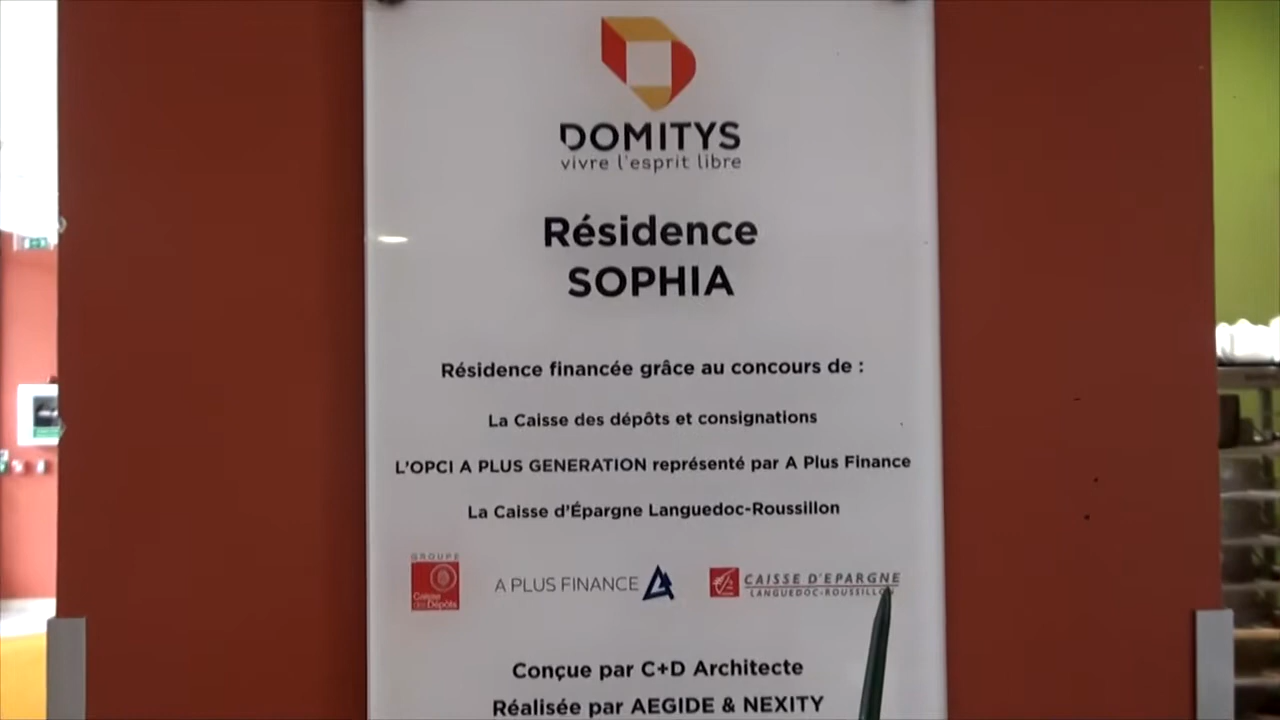 DOMITYS
vivre l'esprit libre
Résidence
SOPHIA
Résidence financée grâce au concours de :
La Caisse des dépôts et consignations
L'OPCI A PLUS GENERATION représenté par A Plus Finance
La Caisse d'Épargne Languedoc-Roussillon
GROUPE
Caisse
des Dépôts
A PLUS FINANCE
CAISSE D'EPARGNE
LANGUEDOC-ROUSSILLON
Conçue par C+D Architecte
Réalisée par AEGIDE & NEXITY